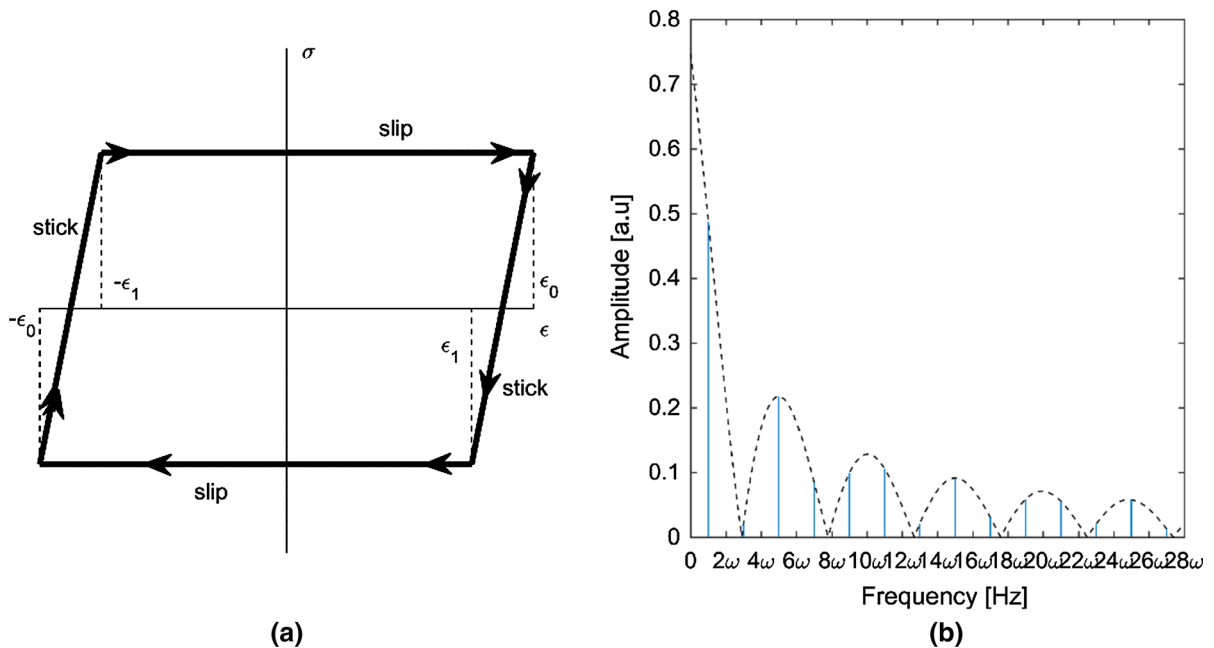 σ
slip
stick
-ϵ₁
ϵ₀
-ϵ₀
ϵ
ϵ₁
stick
slip
(a)
0.8
0.7
0.6
0.5
0.4
0.3
0.2
0.1
0
Amplitude [a.u]
0 2ω 4ω 6ω 8ω 10ω 12ω 14ω 16ω 18ω 20ω 22ω 24ω 26ω 28ω
Frequency [Hz]
(b)